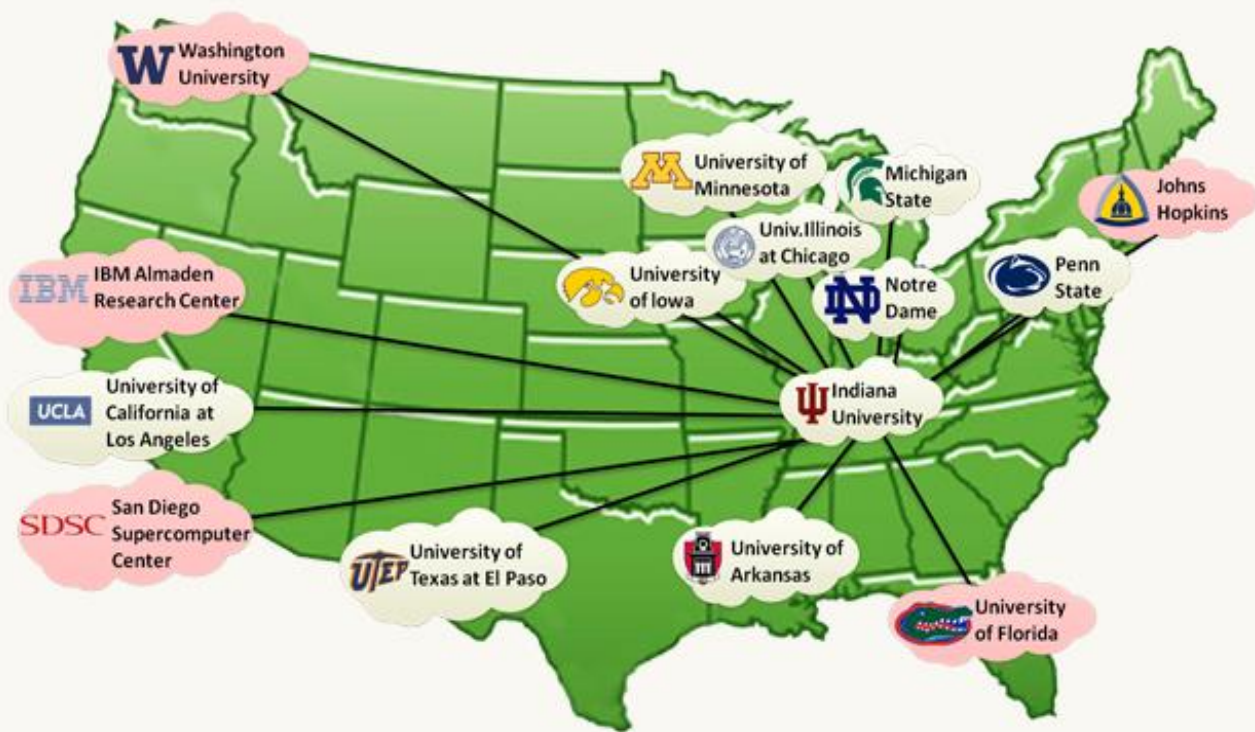 W Washington
University
M University of
Minnesota
Michigan
State
Johns
Hopkins
Univ.Illinois
at Chicago
IBM IBM Almaden
Research Center
University
of Iowa
ND Notre
Dame
Penn
State
UCLA University of
California at
Los Angeles
IU Indiana
University
SDSC San Diego
Supercomputer
Center
UTEP University of
Texas at El Paso
University of
Arkansas
University
of Florida